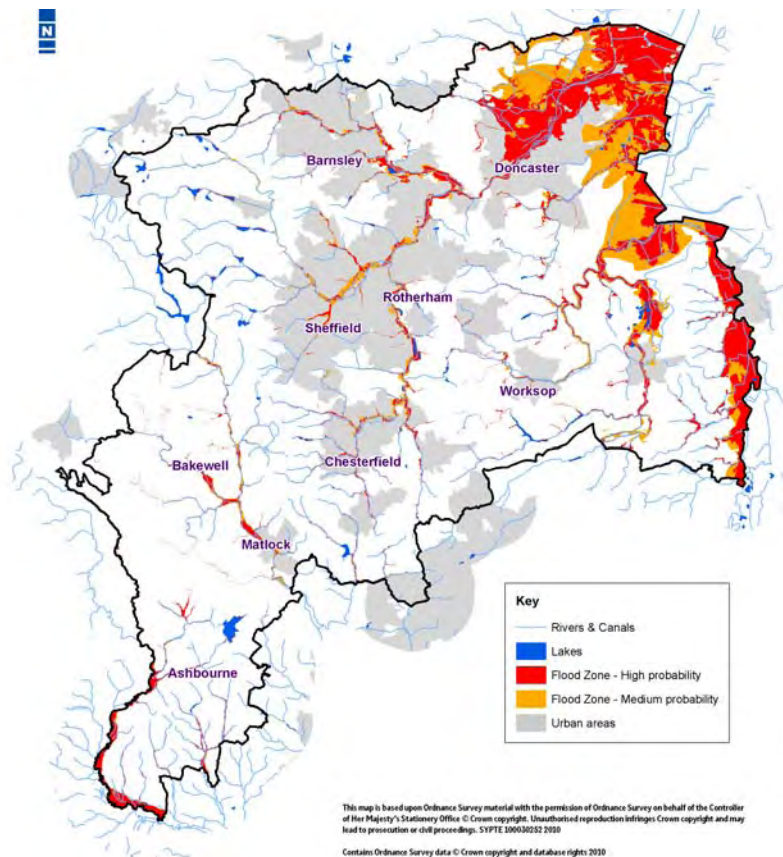 N
Barnsley
Doncaster
Rotherham
Sheffield
Worksop
Chesterfield
Bakewell
Matlock
Ashbourne
Key
Rivers & Canals
Lakes
Flood Zone - High probability
Flood Zone - Medium probability
Urban areas
This map is based upon Ordnance Survey material with the permission of Ordnance Survey on behalf of the Controller
of Her Majesty's Stationery Office © Crown copyright. Unauthorised reproduction infringes Crown copyright and may
lead to prosecution or civil proceedings. SYPTE 100030252 2010
Contains Ordnance Survey data © Crown copyright and database rights 2010